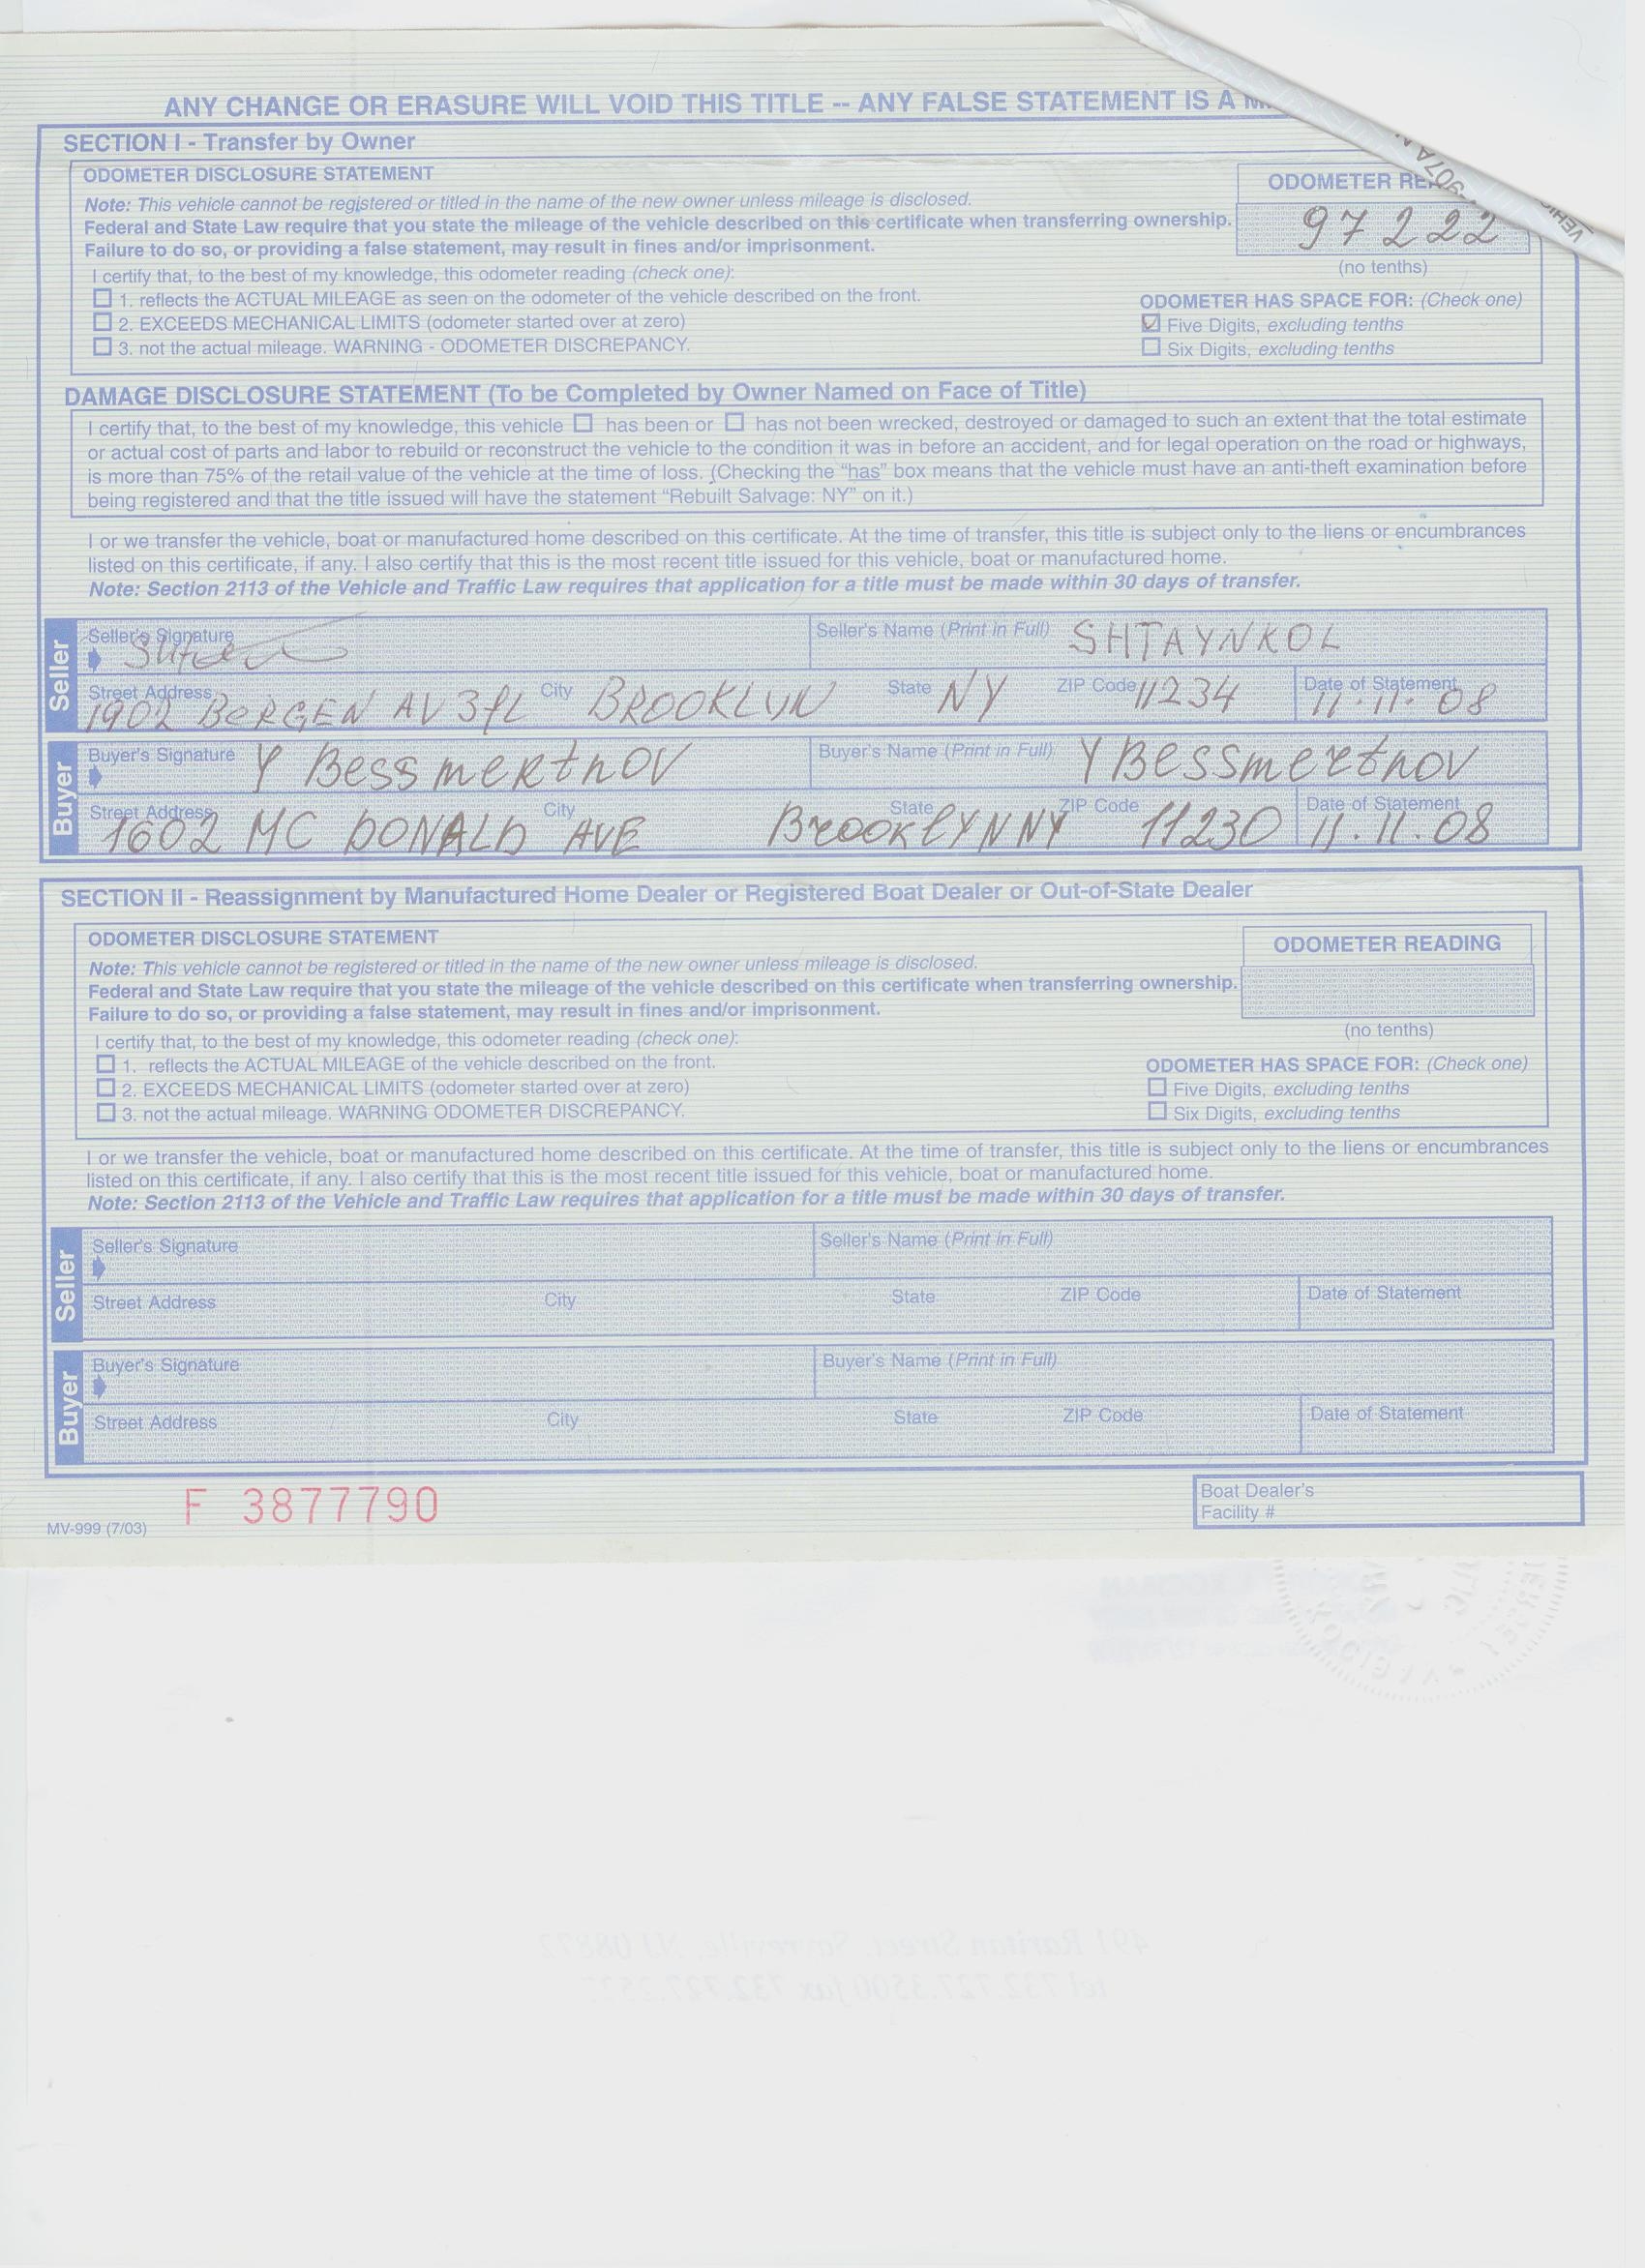 ANY CHANGE OR ERASURE WILL VOID THIS TITLE -- ANY FALSE STATEMENT IS A
SECTION I - Transfer by Owner
ODOMETER DISCLOSURE STATEMENT
ODOMETER
Note: This vehicle cannot be registered or titled in the name of the new owner unless mileage is disclosed.
Federal and State Law require that you state the mileage of the vehicle described on this certificate when transferring ownership.
97222
Failure to do so, or providing a false statement, may result in fines and/or imprisonment.
(no tenths)
I certify that, to the best of my knowledge, this odometer reading (check one):
☐ 1. reflects the ACTUAL MILEAGE as seen on the odometer of the vehicle described on the front.
ODOMETER HAS SPACE FOR: (Check one)
☐ 2. EXCEEDS MECHANICAL LIMITS (odometer started over at zero)
☑ Five Digits, excluding tenths
☐ 3. not the actual mileage. WARNING - ODOMETER DISCREPANCY.
☐ Six Digits, excluding tenths
DAMAGE DISCLOSURE STATEMENT (To be Completed by Owner Named on Face of Title)
I certify that, to the best of my knowledge, this vehicle ☐ has been or ☐ has not been wrecked, destroyed or damaged to such an extent that the total estimate
or actual cost of parts and labor to rebuild or reconstruct the vehicle to the condition it was in before an accident, and for legal operation on the road or highways,
is more than 75% of the retail value of the vehicle at the time of loss. (Checking the “has” box means that the vehicle must have an anti-theft examination before
being registered and that the title issued will have the statement “Rebuilt Salvage: NY” on it.)
I or we transfer the vehicle, boat or manufactured home described on this certificate. At the time of transfer, this title is subject only to the liens or encumbrances
listed on this certificate, if any. I also certify that this is the most recent title issued for this vehicle, boat or manufactured home.
Note: Section 2113 of the Vehicle and Traffic Law requires that application for a title must be made within 30 days of transfer.
Seller
Seller's Signature
Seller's Name (Print in Full) SHTAYNKOL
Street Address City State ZIP Code Date of Statement
1902 BERGEN AV 3fL BROOKLYN NY 11234 11.11.08
Buyer
Buyer's Signature Y Bessmertnov
Buyer's Name (Print in Full) Y Bessmertnov
Street Address City State ZIP Code Date of Statement
1602 MC DONALD AVE BrooklYN NY 11230 11.11.08
SECTION II - Reassignment by Manufactured Home Dealer or Registered Boat Dealer or Out-of-State Dealer
ODOMETER DISCLOSURE STATEMENT
ODOMETER READING
Note: This vehicle cannot be registered or titled in the name of the new owner unless mileage is disclosed.
Federal and State Law require that you state the mileage of the vehicle described on this certificate when transferring ownership.
Failure to do so, or providing a false statement, may result in fines and/or imprisonment.
(no tenths)
I certify that, to the best of my knowledge, this odometer reading (check one):
☐ 1. reflects the ACTUAL MILEAGE of the vehicle described on the front.
ODOMETER HAS SPACE FOR: (Check one)
☐ 2. EXCEEDS MECHANICAL LIMITS (odometer started over at zero)
☐ Five Digits, excluding tenths
☐ 3. not the actual mileage. WARNING ODOMETER DISCREPANCY.
☐ Six Digits, excluding tenths
I or we transfer the vehicle, boat or manufactured home described on this certificate. At the time of transfer, this title is subject only to the liens or encumbrances
listed on this certificate, if any. I also certify that this is the most recent title issued for this vehicle, boat or manufactured home.
Note: Section 2113 of the Vehicle and Traffic Law requires that application for a title must be made within 30 days of transfer.
Seller
Seller's Signature
Seller's Name (Print in Full)
Street Address City State ZIP Code Date of Statement
Buyer
Buyer's Signature
Buyer's Name (Print in Full)
Street Address City State ZIP Code Date of Statement
F 3877790
Boat Dealer's
Facility #
MV-999 (7/03)